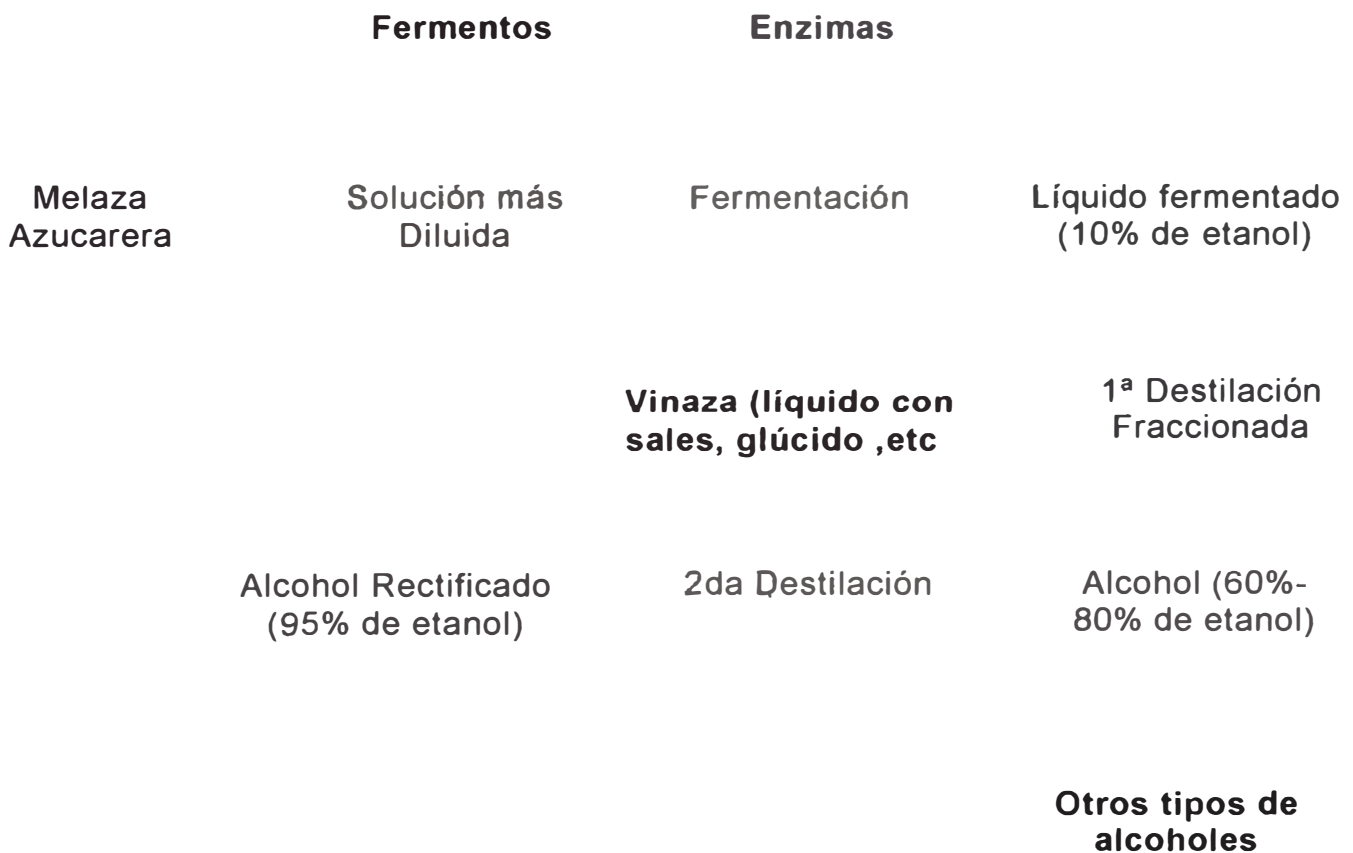 Fermentos
Enzimas
Melaza
Azucarera
Solución más
Diluida
Fermentación
Líquido fermentado
(10% de etanol)
Vinaza (líquido con
sales, glúcido ,etc
1ª Destilación
Fraccionada
Alcohol Rectificado
(95% de etanol)
2da Destilación
Alcohol (60%-
80% de etanol)
Otros tipos de
alcoholes